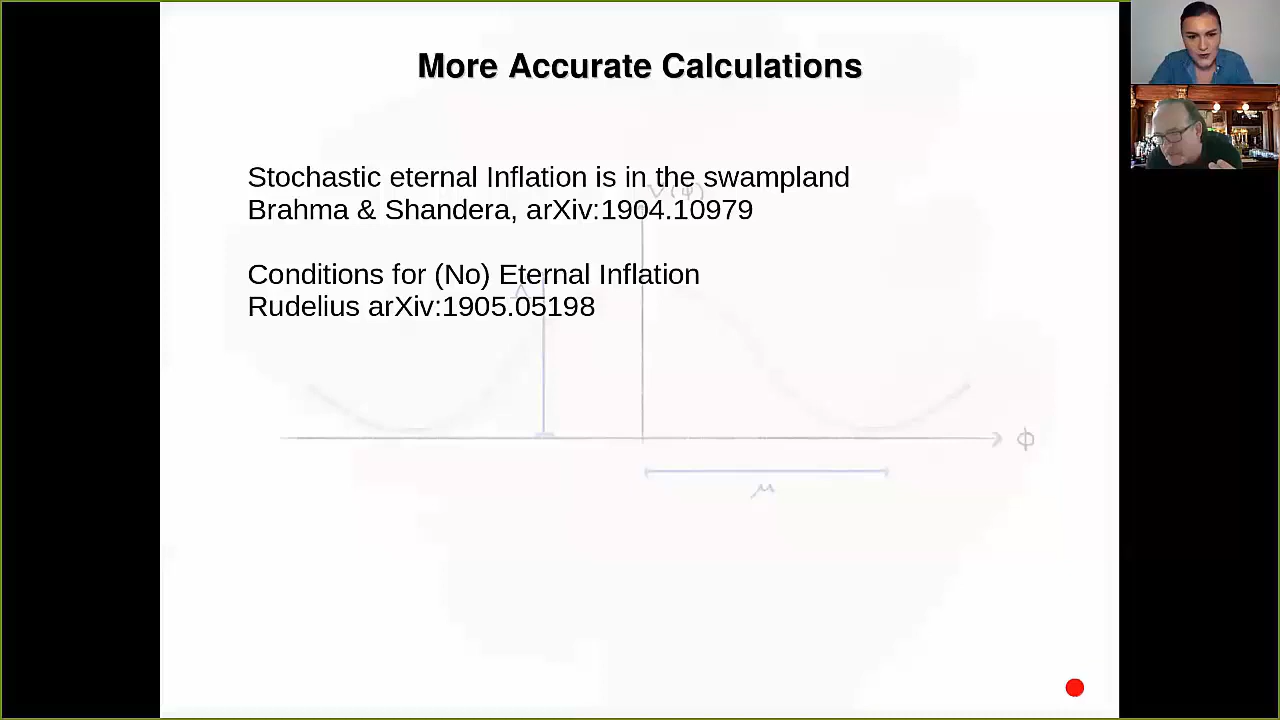 More Accurate Calculations
Stochastic eternal Inflation is in the swampland
V(ϕ)
Brahma & Shandera, arXiv:1904.10979
Conditions for (No) Eternal Inflation
Λ
Rudelius arXiv:1905.05198
ϕ
μ